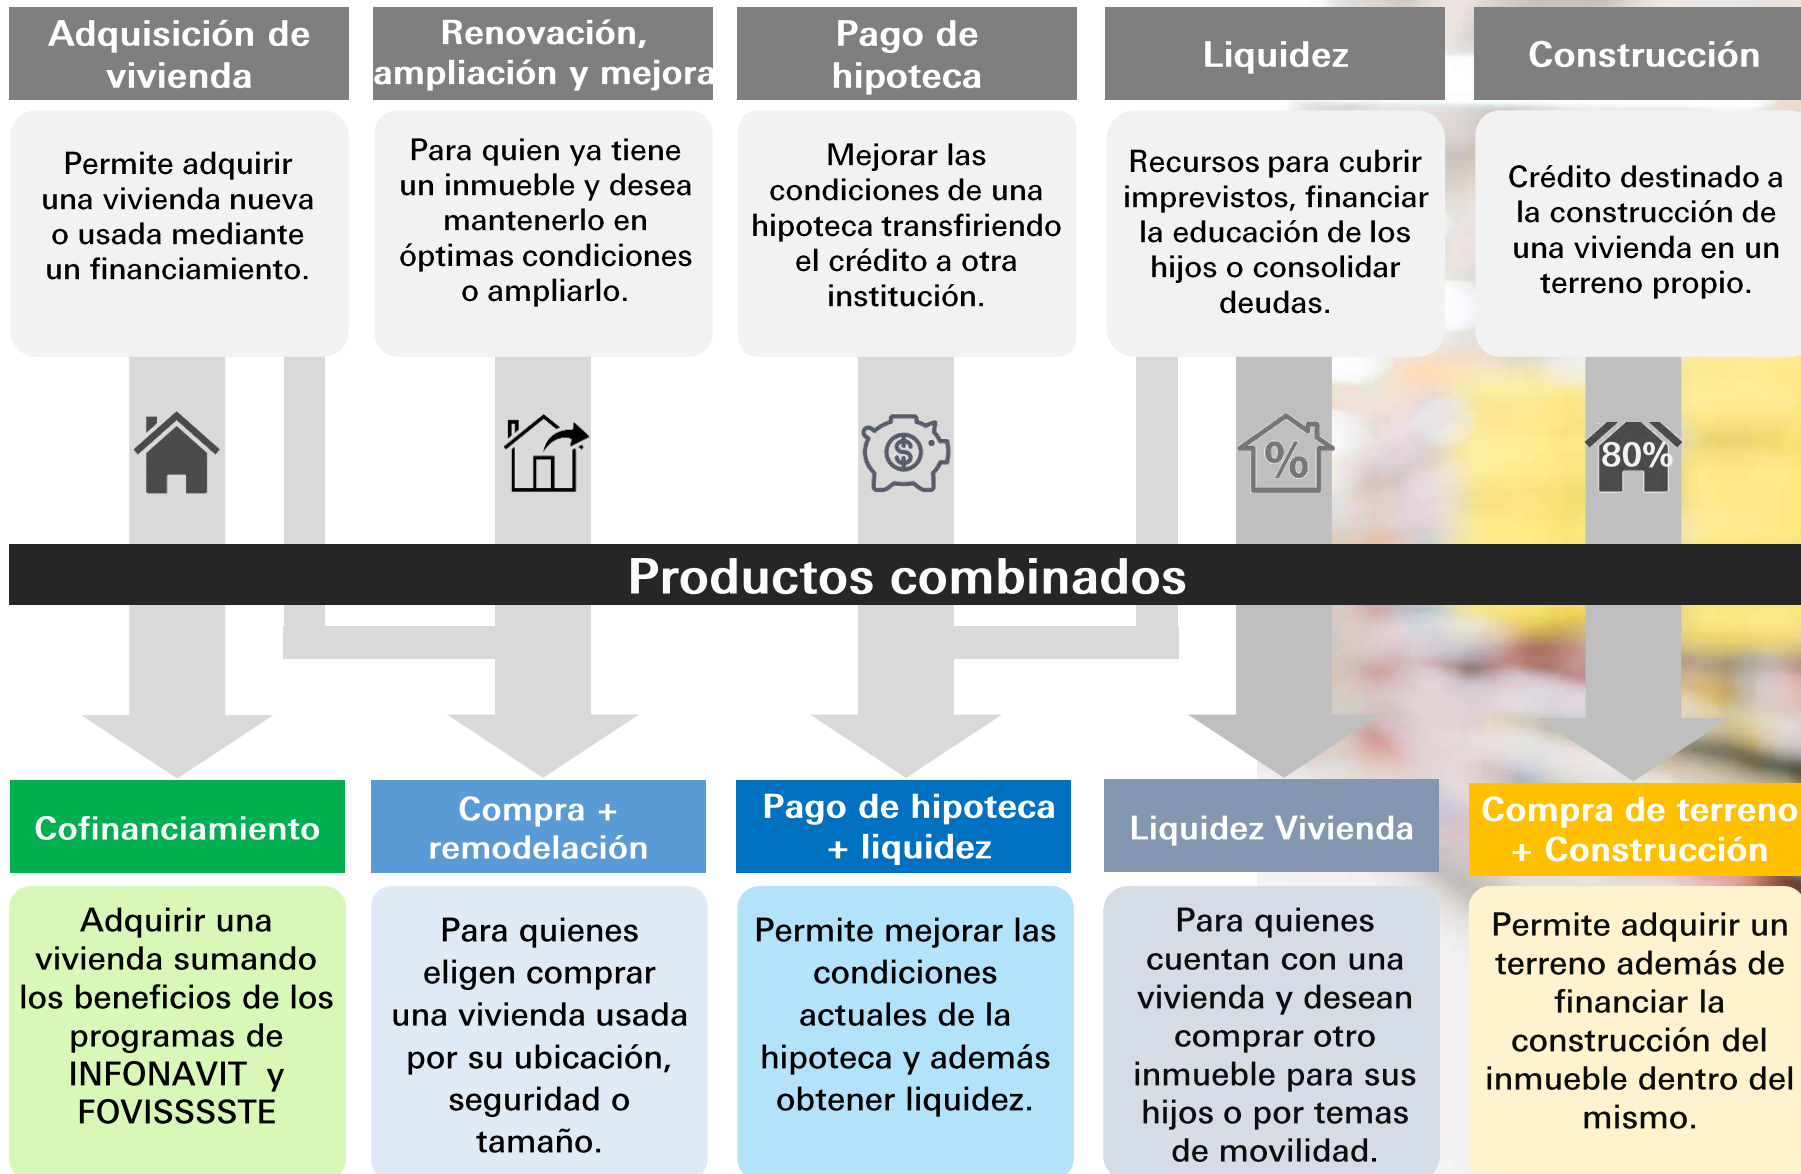 Adquisición de
vivienda
Renovación,
ampliación y mejora
Pago de
hipoteca
Liquidez
Construcción
Permite adquirir
una vivienda nueva
o usada mediante
un financiamiento.
Para quien ya tiene
un inmueble y desea
mantenerlo en
óptimas condiciones
o ampliarlo.
Mejorar las
condiciones de una
hipoteca transfiriendo
el crédito a otra
institución.
Recursos para cubrir
imprevistos, financiar
la educación de los
hijos o consolidar
deudas.
Crédito destinado a
la construcción de
una vivienda en un
terreno propio.
$
%
80%
Productos combinados
Cofinanciamiento
Compra +
remodelación
Pago de hipoteca
+ liquidez
Liquidez Vivienda
Compra de terreno
+ Construcción
Adquirir una
vivienda sumando
los beneficios de los
programas de
INFONAVIT y
FOVISSSSTE
Para quienes
eligen comprar
una vivienda usada
por su ubicación,
seguridad o
tamaño.
Permite mejorar las
condiciones
actuales de la
hipoteca y además
obtener liquidez.
Para quienes
cuentan con una
vivienda y desean
comprar otro
inmueble para sus
hijos o por temas
de movilidad.
Permite adquirir un
terreno además de
financiar la
construcción del
inmueble dentro del
mismo.